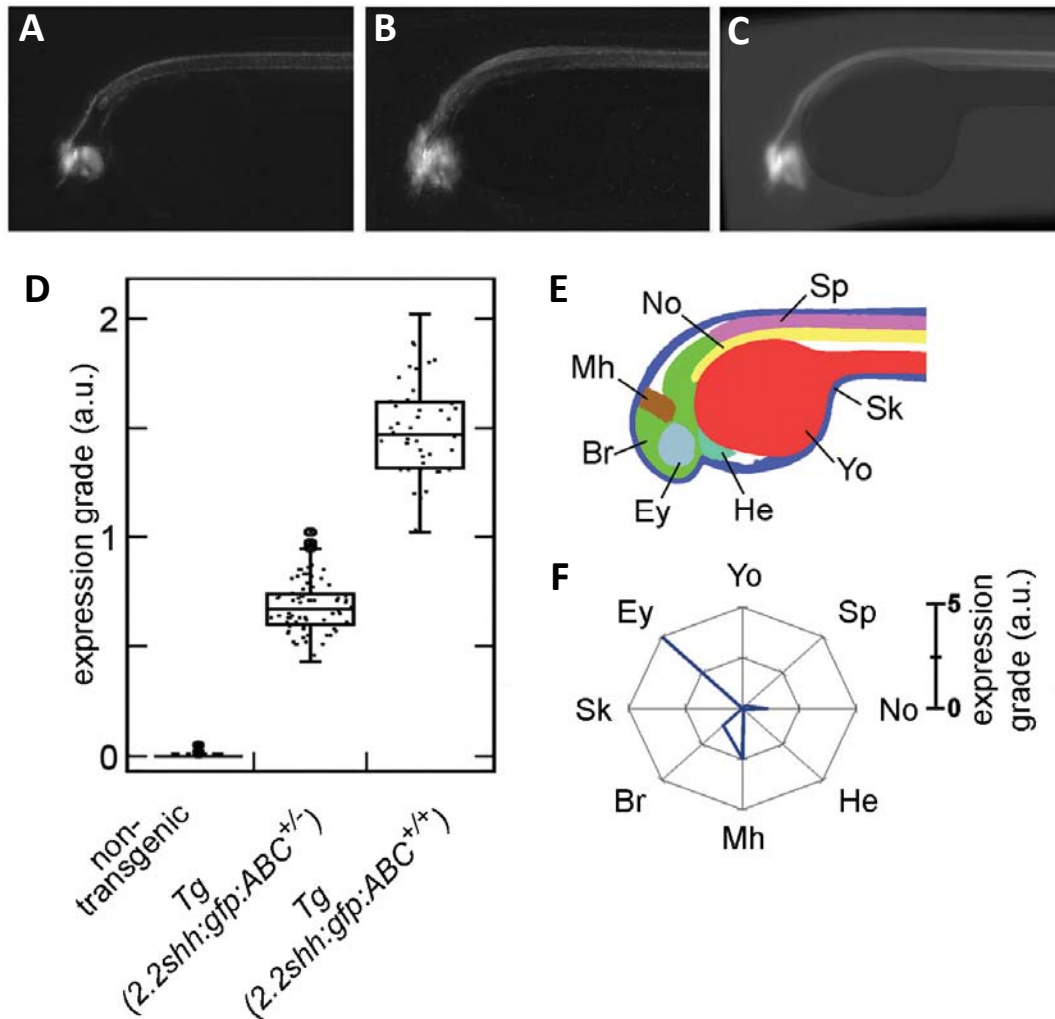 A
B
C
D
expression grade (a.u.)
2
1
0
non-
transgenic
Tg
(2.2shh:gfp:ABC+/-)
Tg
(2.2shh:gfp:ABC+/+)
E
Sp
No
Mh
Sk
Br
Yo
Ey
He
F
Yo
Ey
Sp
Sk
No
Br
He
Mh
5
0
expression
grade (a.u.)